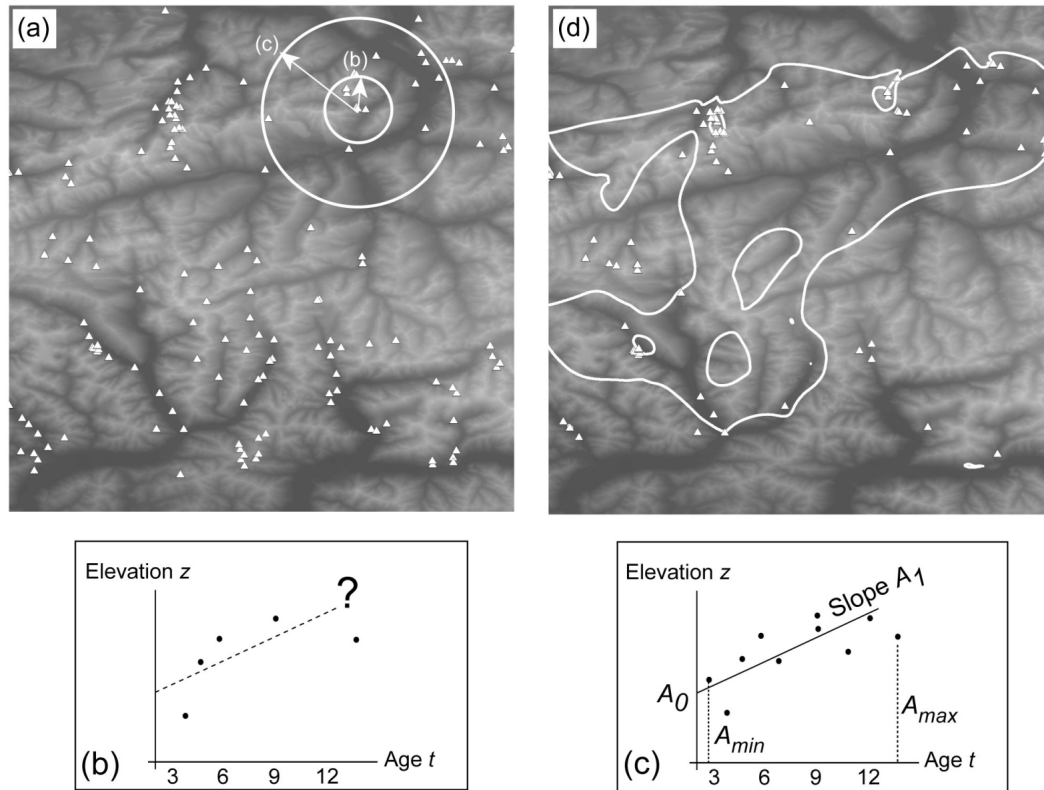 (a)
(c)
(b)
(d)
Elevation z
?
3 6 9 12
Age t
(b)
Elevation z
Slope A1
A0
Amin
Amax
3 6 9 12
Age t
(c)